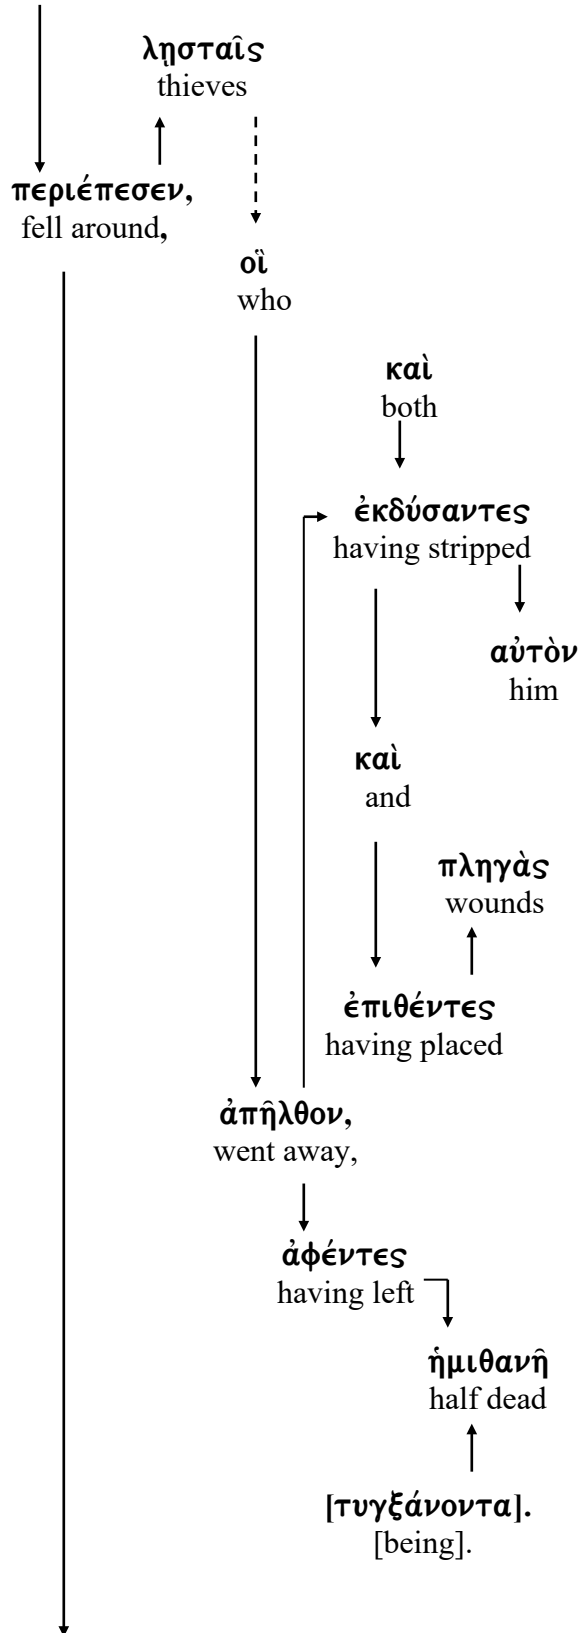 λῃσταῖς
thieves
περιέπεσεν,
fell around,
οἳ
who
καὶ
both
ἐκδύσαντες
having stripped
αὐτὸν
him
καὶ
and
πληγὰς
wounds
ἐπιθέντες
having placed
ἀπῆλθον,
went away,
ἀφέντες
having left
ἡμιθανῆ
half dead
[τυγξάνοντα].
[being].